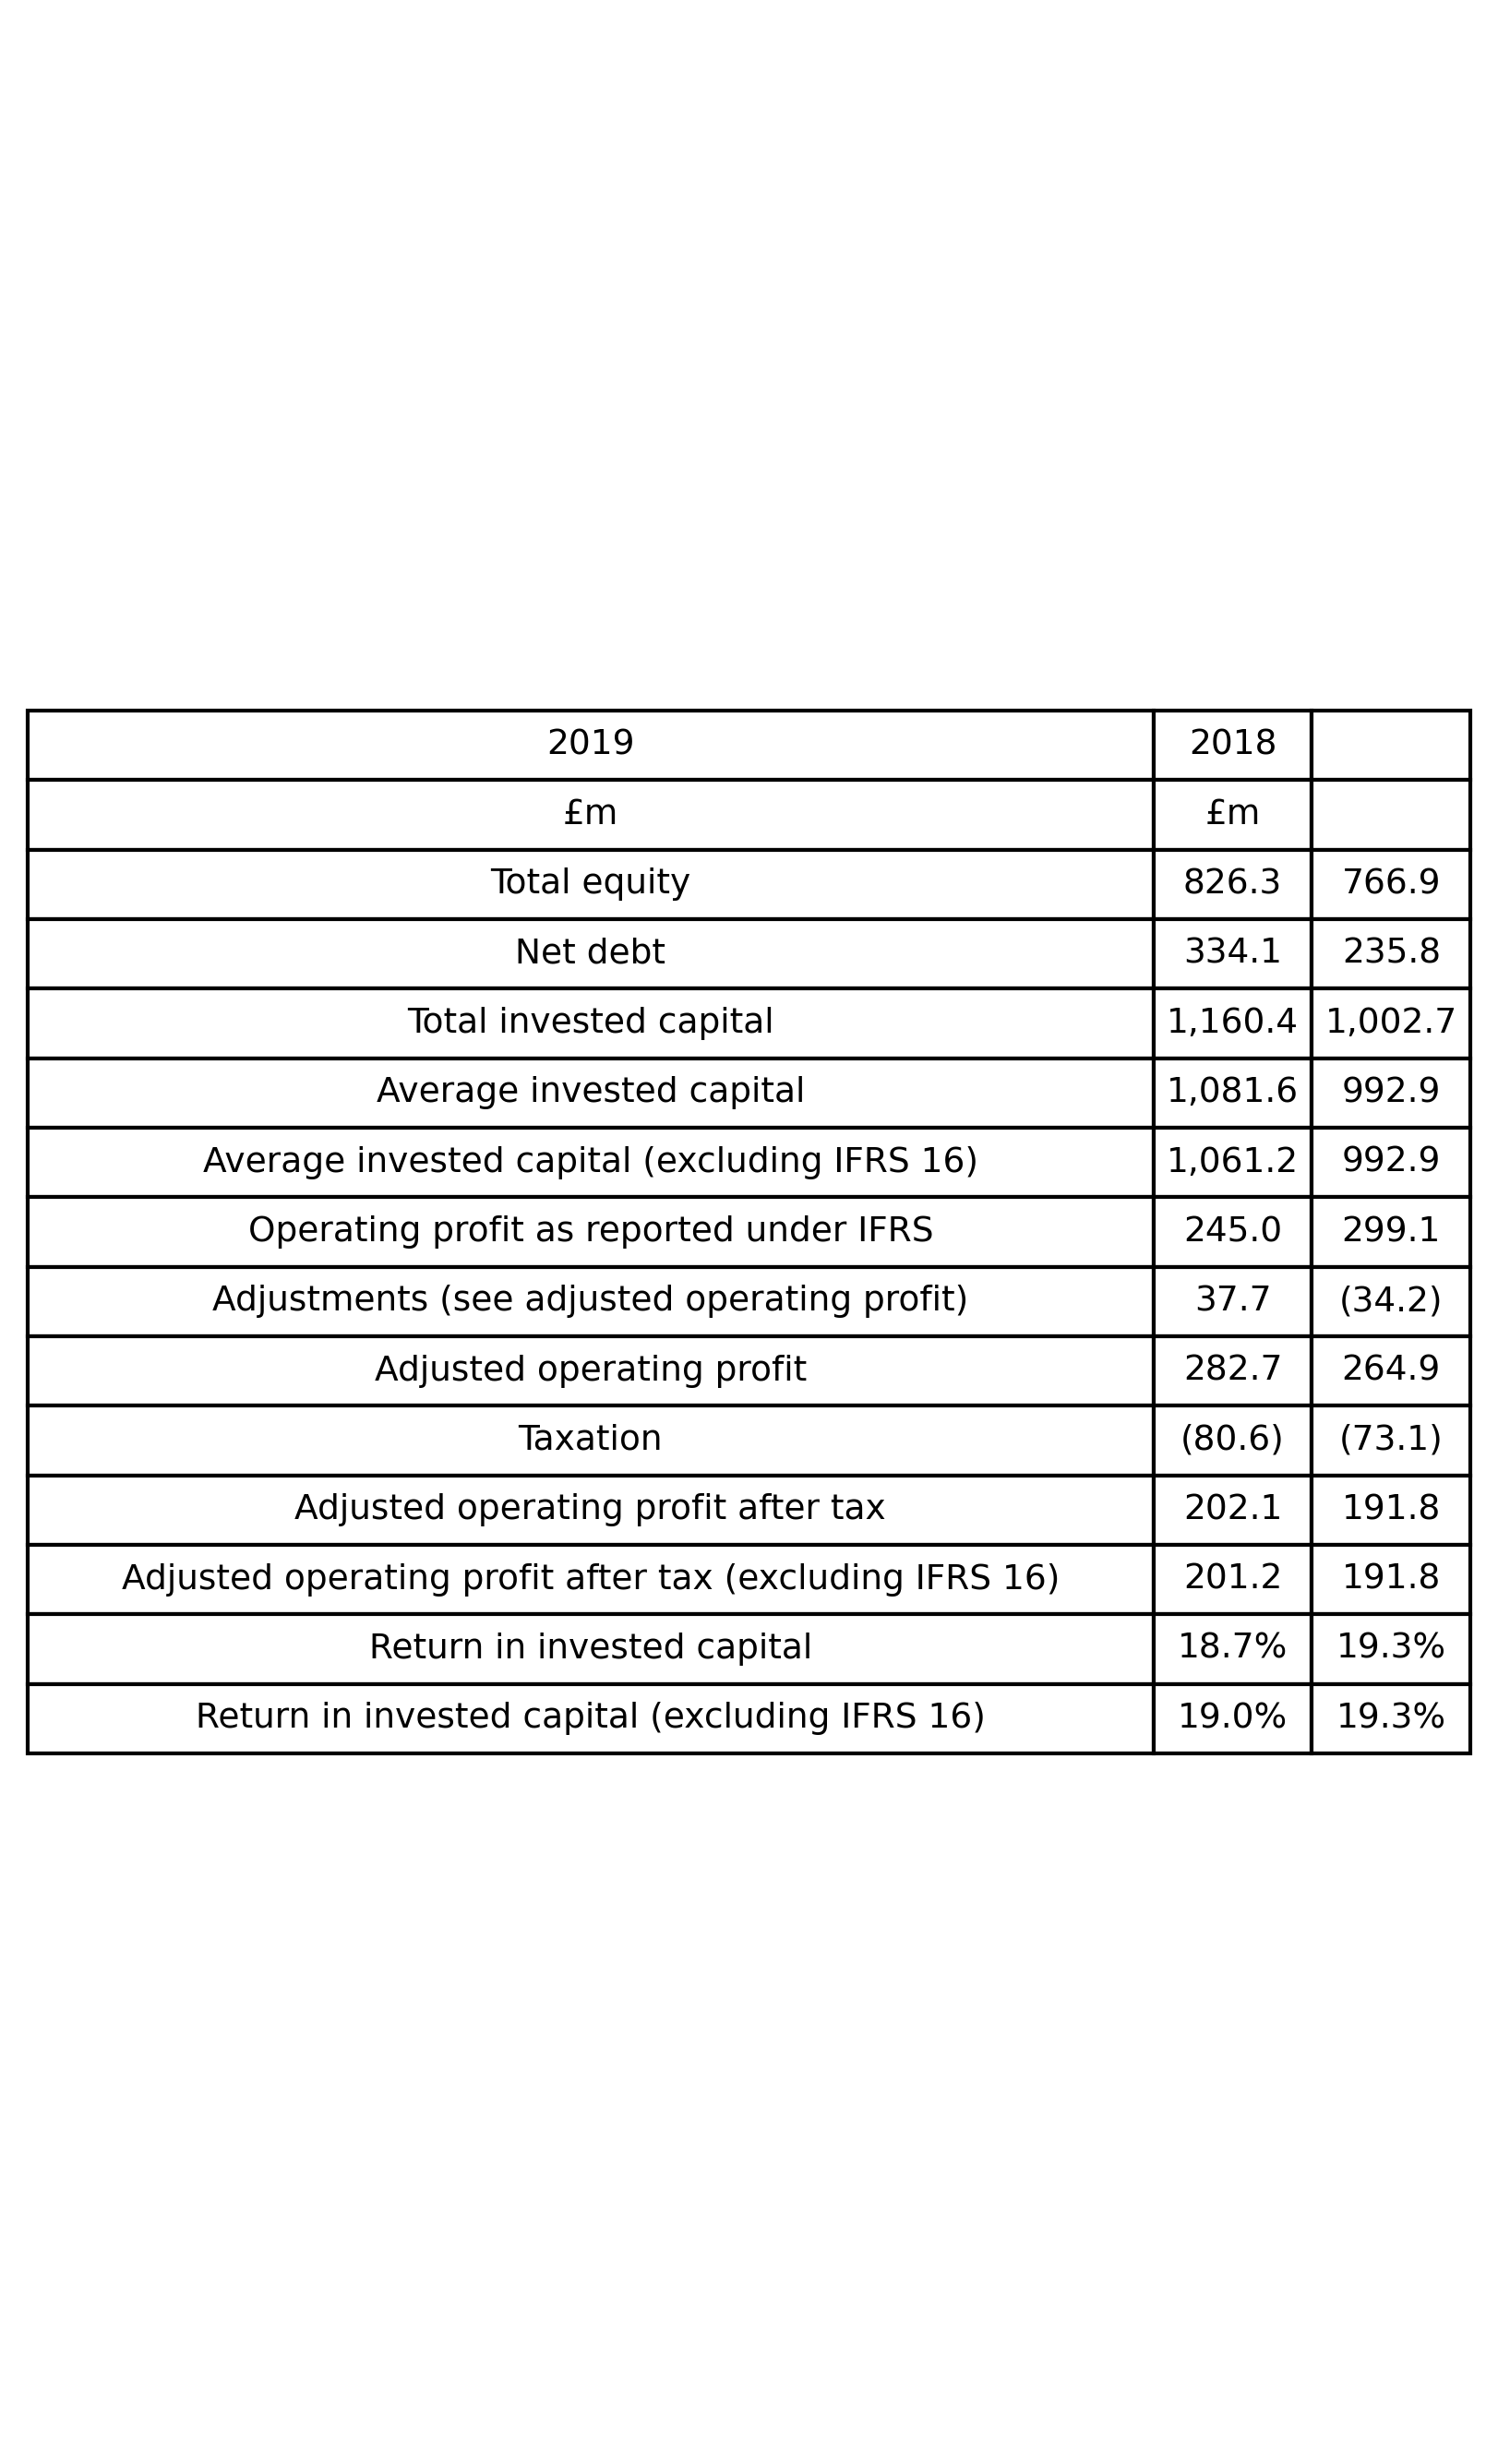 2019 2018
£m £m
Total equity 826.3 766.9
Net debt 334.1 235.8
Total invested capital 1,160.4 1,002.7
Average invested capital 1,081.6 992.9
Average invested capital (excluding IFRS 16) 1,061.2 992.9
Operating profit as reported under IFRS 245.0 299.1
Adjustments (see adjusted operating profit) 37.7 (34.2)
Adjusted operating profit 282.7 264.9
Taxation (80.6) (73.1)
Adjusted operating profit after tax 202.1 191.8
Adjusted operating profit after tax (excluding IFRS 16) 201.2 191.8
Return in invested capital 18.7% 19.3%
Return in invested capital (excluding IFRS 16) 19.0% 19.3%